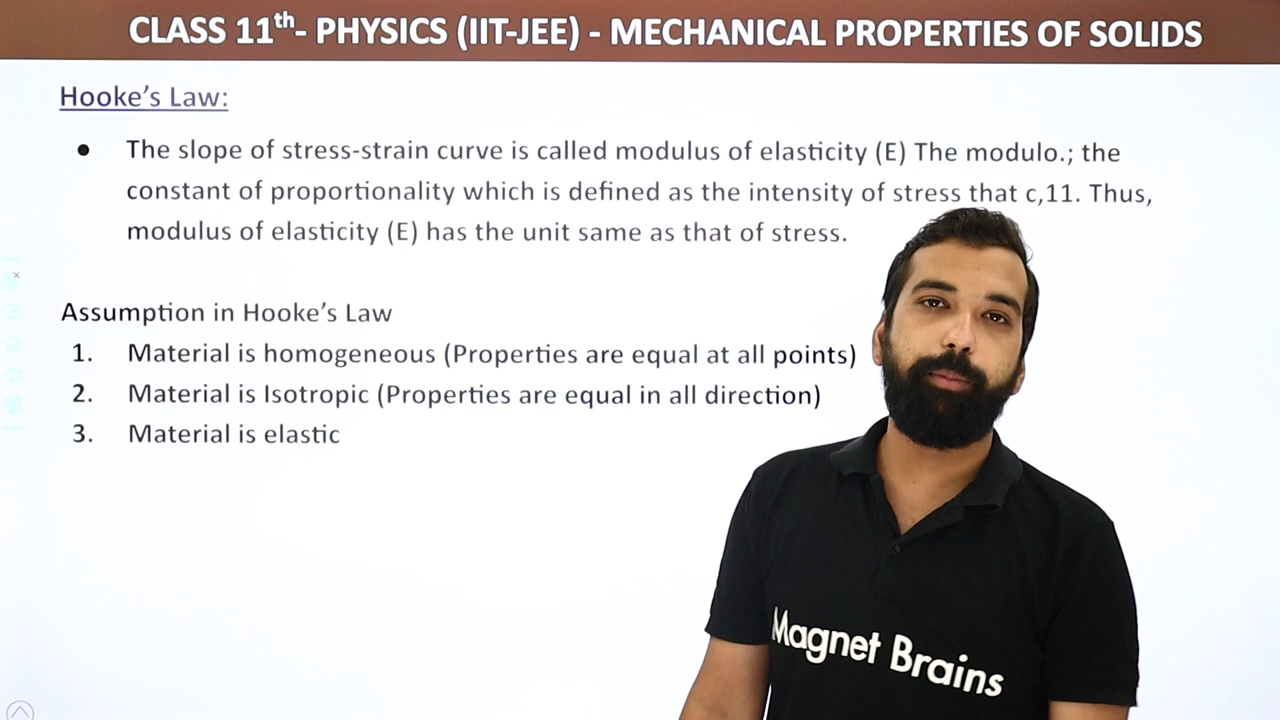 CLASS 11th- PHYSICS (IIT-JEE) - MECHANICAL PROPERTIES OF SOLIDS
Hooke's Law:
● The slope of stress-strain curve is called modulus of elasticity (E) The modulo.; the
constant of proportionality which is defined as the intensity of stress that c,11. Thus,
modulus of elasticity (E) has the unit same as that of stress.
Assumption in Hooke's Law
1. Material is homogeneous (Properties are equal at all points)
2. Material is Isotropic (Properties are equal in all direction)
3. Material is elastic
Magnet Brains